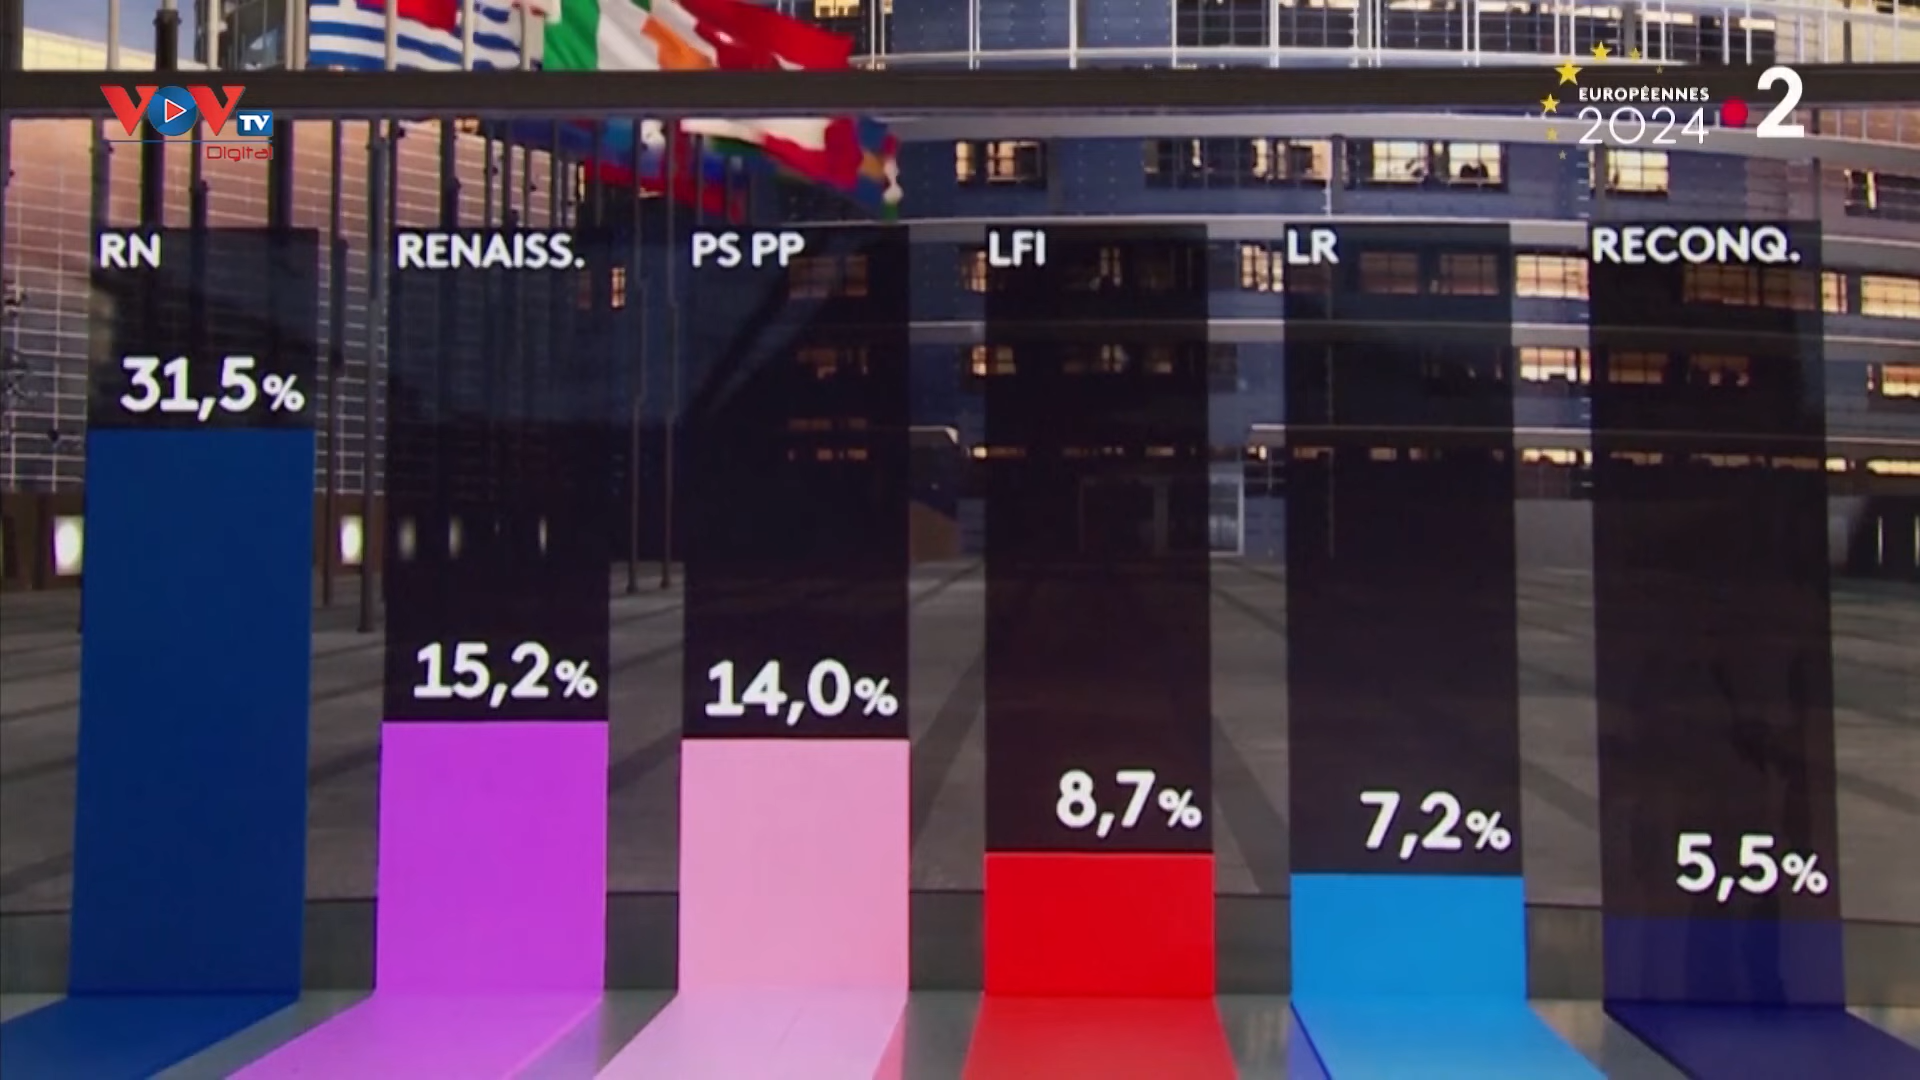 VOV TV
Digital
EUROPÉENNES
2024
2
RN
RENAISS.
PS PP
LFI
LR
RECONQ.
31,5%
15,2%
14,0%
8,7%
7,2%
5,5%